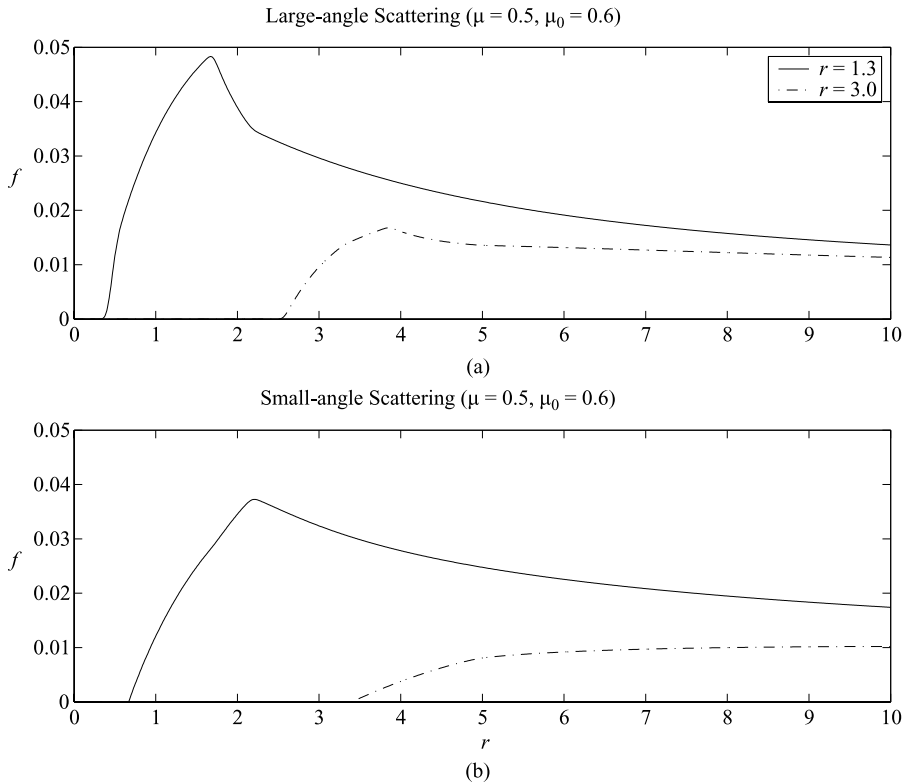 Large-angle Scattering (μ = 0.5, μ₀ = 0.6)
0.05
0.04
0.03
0.02
0.01
0
f
r = 1.3
r = 3.0
0 1 2 3 4 5 6 7 8 9 10
(a)
Small-angle Scattering (μ = 0.5, μ₀ = 0.6)
0.05
0.04
0.03
0.02
0.01
0
f
0 1 2 3 4 5 6 7 8 9 10
r
(b)